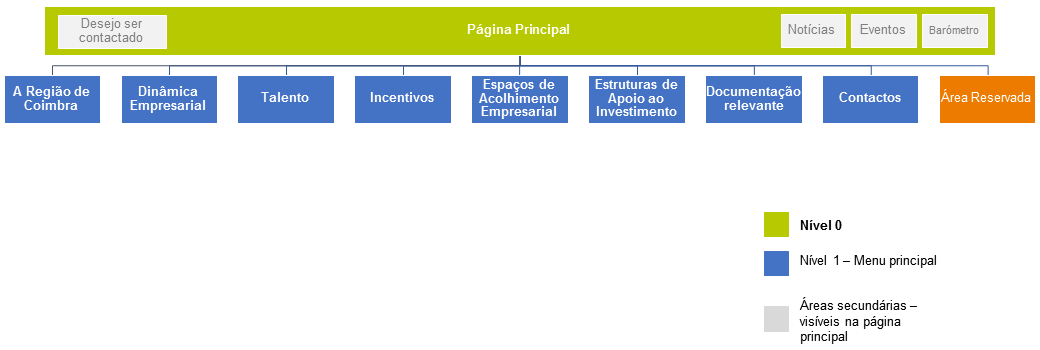 Desejo ser
contactado
Página Principal
Notícias
Eventos
Barómetro
A Região de
Coimbra
Dinâmica
Empresarial
Talento
Incentivos
Espaços de
Acolhimento
Empresarial
Estruturas de
Apoio ao
Investimento
Documentação
relevante
Contactos
Área Reservada
Nível 0
Nível 1 – Menu principal
Áreas secundárias –
visíveis na página
principal